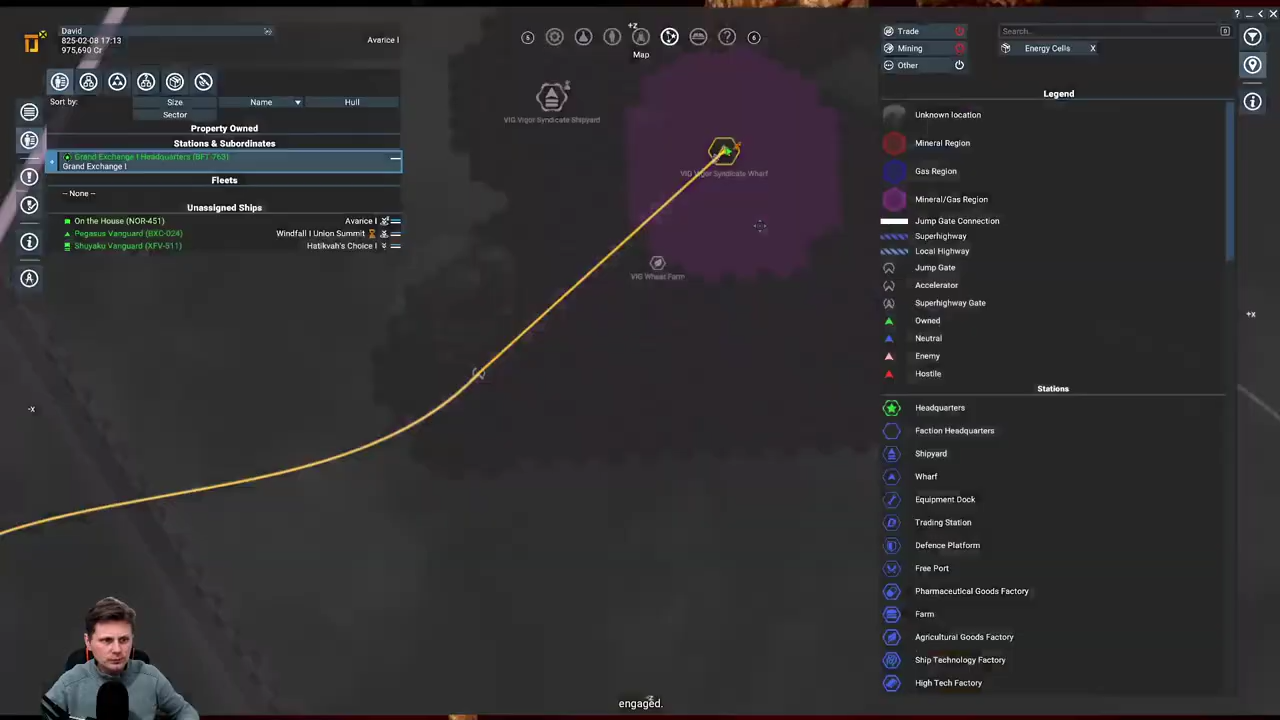 David
825-02-08 17:13
975,690 Cr
Avarice I
+z
Map
Sort by:
Size
Name
Hull
Sector
Property Owned
Stations & Subordinates
Grand Exchange I Headquarters (BFT-763)
Grand Exchange I
Fleets
-- None --
Unassigned Ships
On the House (NOR-451)
Avarice I
Pegasus Vanguard (BXC-024)
Windfall I Union Summit
Shuyaku Vanguard (XFV-511)
Hatikvah's Choice I
VIG Vigor Syndicate Shipyard
VIG Vigor Syndicate Wharf
VIG Wheat Farm
-x
+x
Trade
Mining
Other
Search...
Energy Cells
X
Legend
Unknown location
Mineral Region
Gas Region
Mineral/Gas Region
Jump Gate Connection
Superhighway
Local Highway
Jump Gate
Accelerator
Superhighway Gate
Owned
Neutral
Enemy
Hostile
Stations
Headquarters
Faction Headquarters
Shipyard
Wharf
Equipment Dock
Trading Station
Defence Platform
Free Port
Pharmaceutical Goods Factory
Farm
Agricultural Goods Factory
Ship Technology Factory
High Tech Factory
engaged.